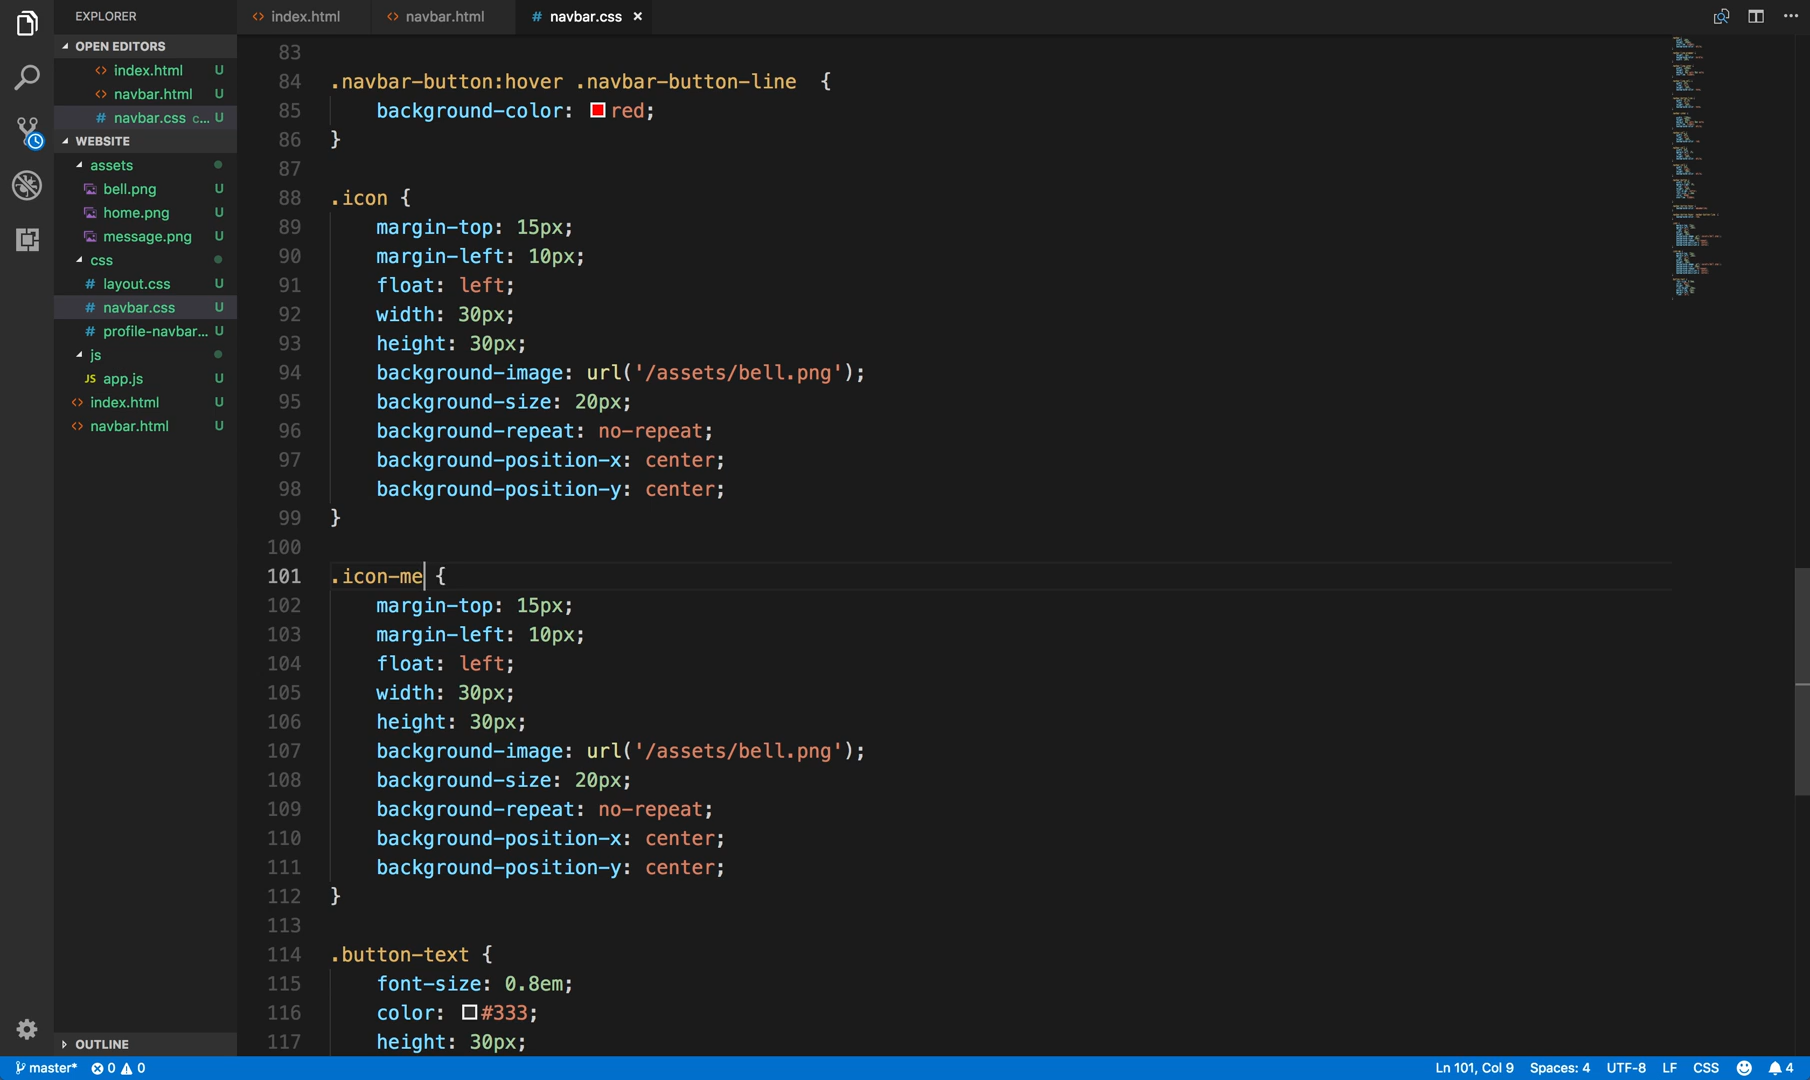 EXPLORER
OPEN EDITORS
index.html U
navbar.html U
# navbar.css c... U
WEBSITE
assets
bell.png U
home.png U
message.png U
css
# layout.css U
# navbar.css U
# profile-navbar... U
js
JS app.js U
<> index.html U
<> navbar.html U
OUTLINE
<> index.html
<> navbar.html
# navbar.css ×
83
84 .navbar-button:hover .navbar-button-line {
85 background-color: red;
86 }
87
88 .icon {
89 margin-top: 15px;
90 margin-left: 10px;
91 float: left;
92 width: 30px;
93 height: 30px;
94 background-image: url('/assets/bell.png');
95 background-size: 20px;
96 background-repeat: no-repeat;
97 background-position-x: center;
98 background-position-y: center;
99 }
100
101 .icon-me {
102 margin-top: 15px;
103 margin-left: 10px;
104 float: left;
105 width: 30px;
106 height: 30px;
107 background-image: url('/assets/bell.png');
108 background-size: 20px;
109 background-repeat: no-repeat;
110 background-position-x: center;
111 background-position-y: center;
112 }
113
114 .button-text {
115 font-size: 0.8em;
116 color: #333;
117 height: 30px;
master* 0 0 Ln 101, Col 9 Spaces: 4 UTF-8 LF CSS 4